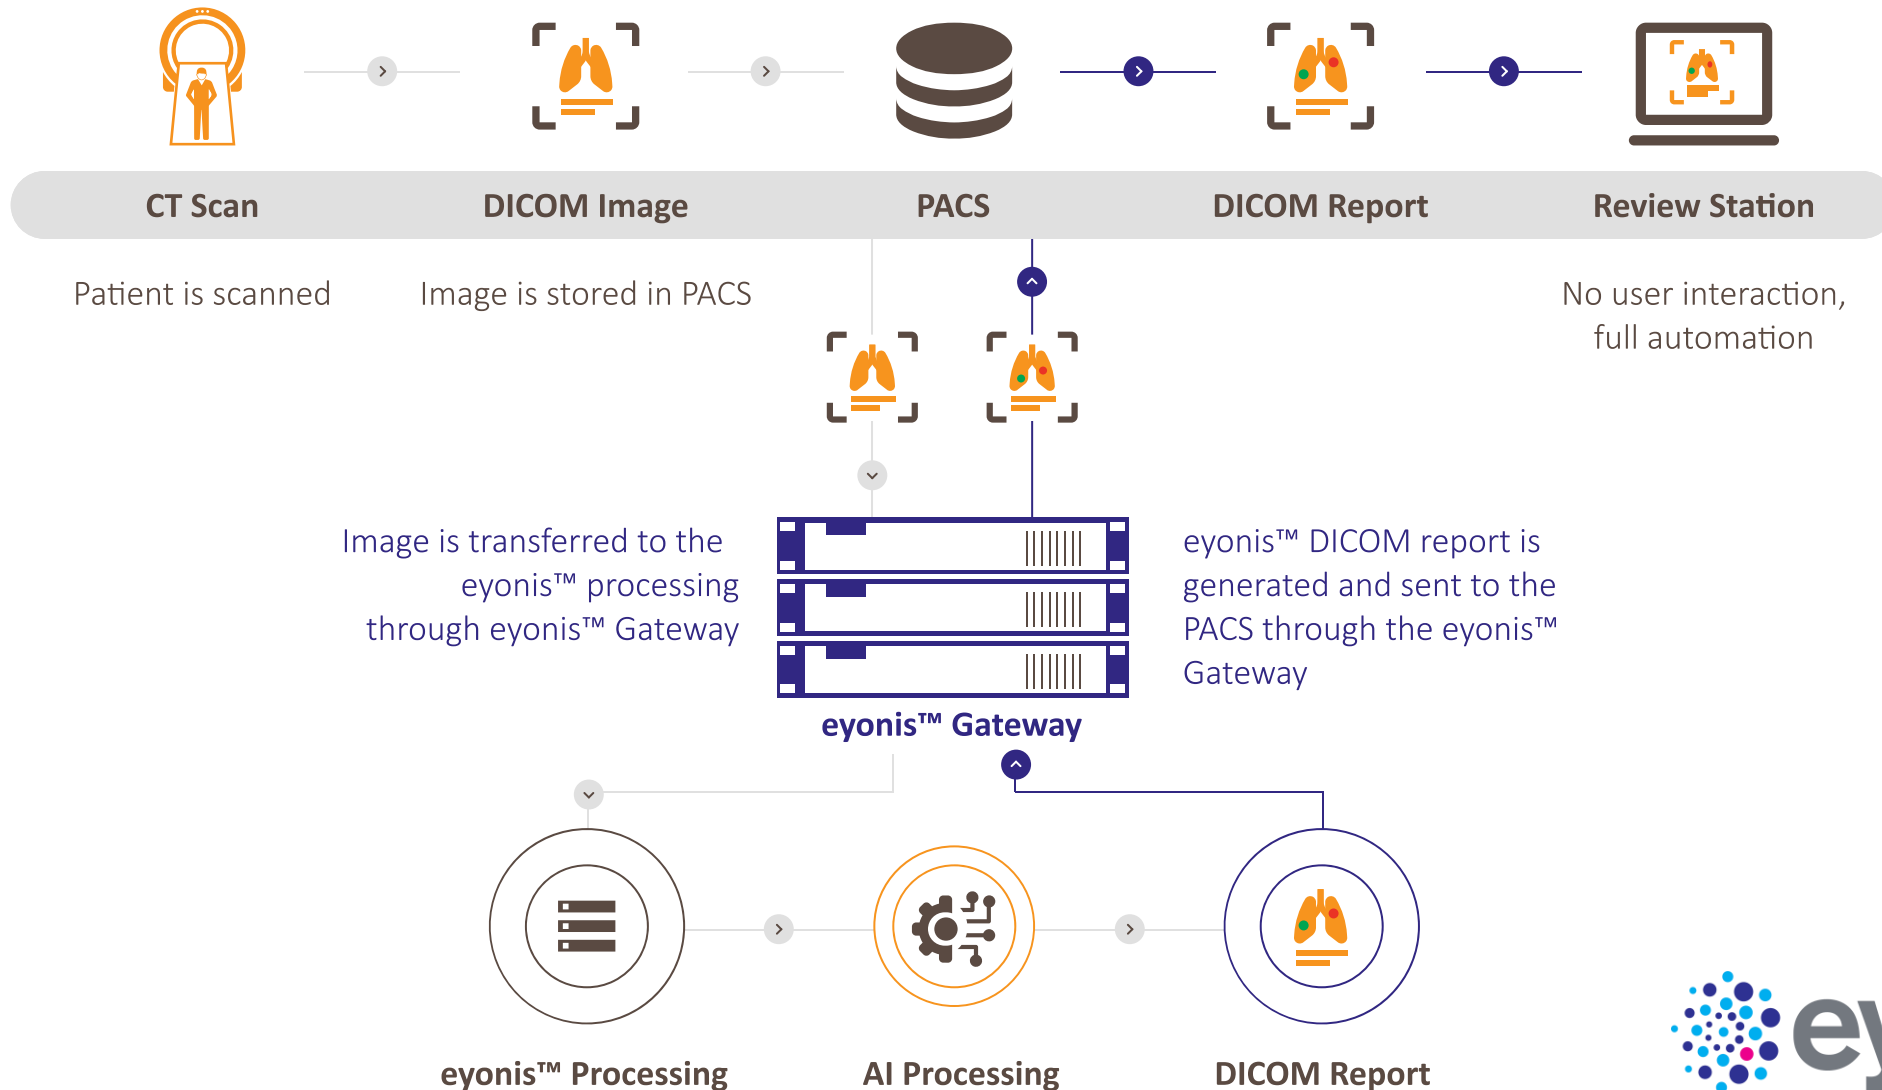 CT Scan
DICOM Image
PACS
DICOM Report
Review Station
Patient is scanned
Image is stored in PACS
No user interaction,
full automation
Image is transferred to the
eyonis™ processing
through eyonis™ Gateway
eyonis™ DICOM report is
generated and sent to the
PACS through the eyonis™
Gateway
eyonis™ Gateway
eyonis™ Processing
AI Processing
DICOM Report
ey